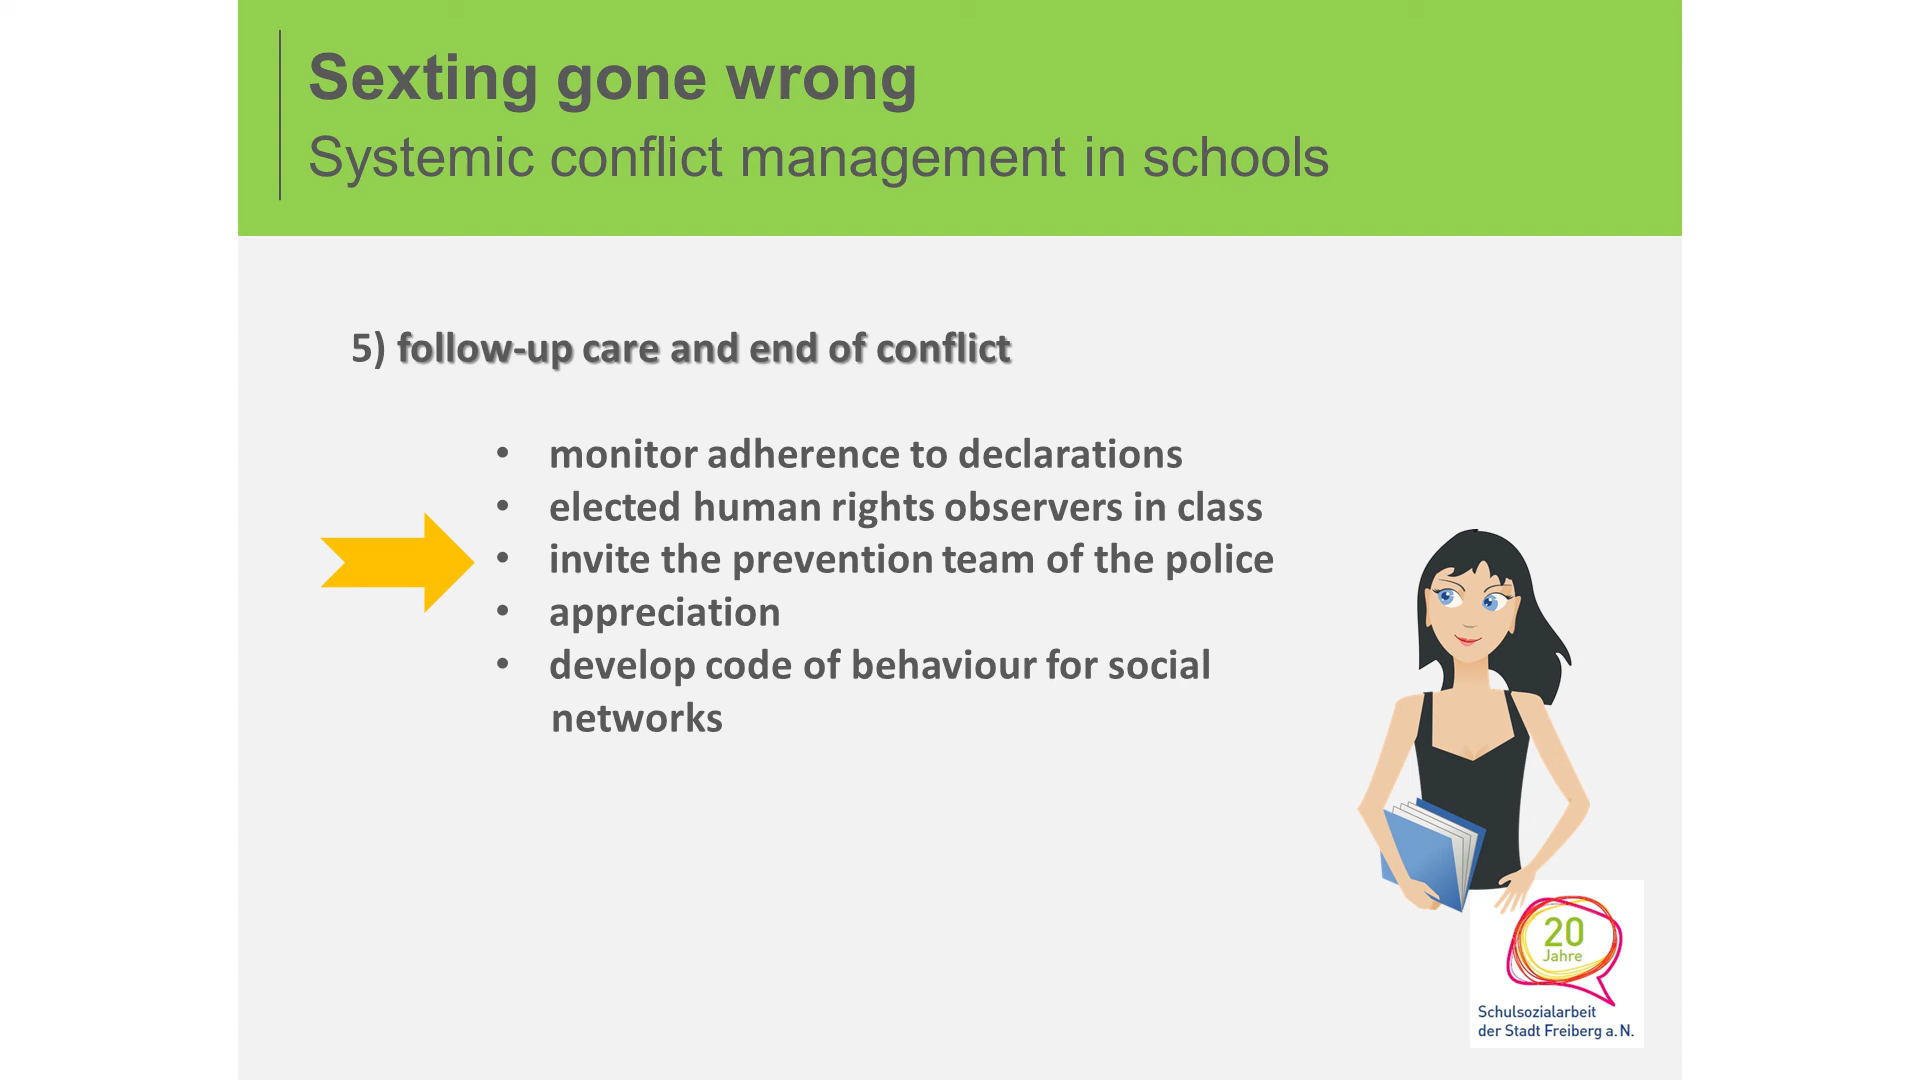 Sexting gone wrong
Systemic conflict management in schools
5) follow-up care and end of conflict
• monitor adherence to declarations
• elected human rights observers in class
• invite the prevention team of the police
• appreciation
• develop code of behaviour for social
networks
20
Jahre
Schulsozialarbeit
der Stadt Freiberg a.N.